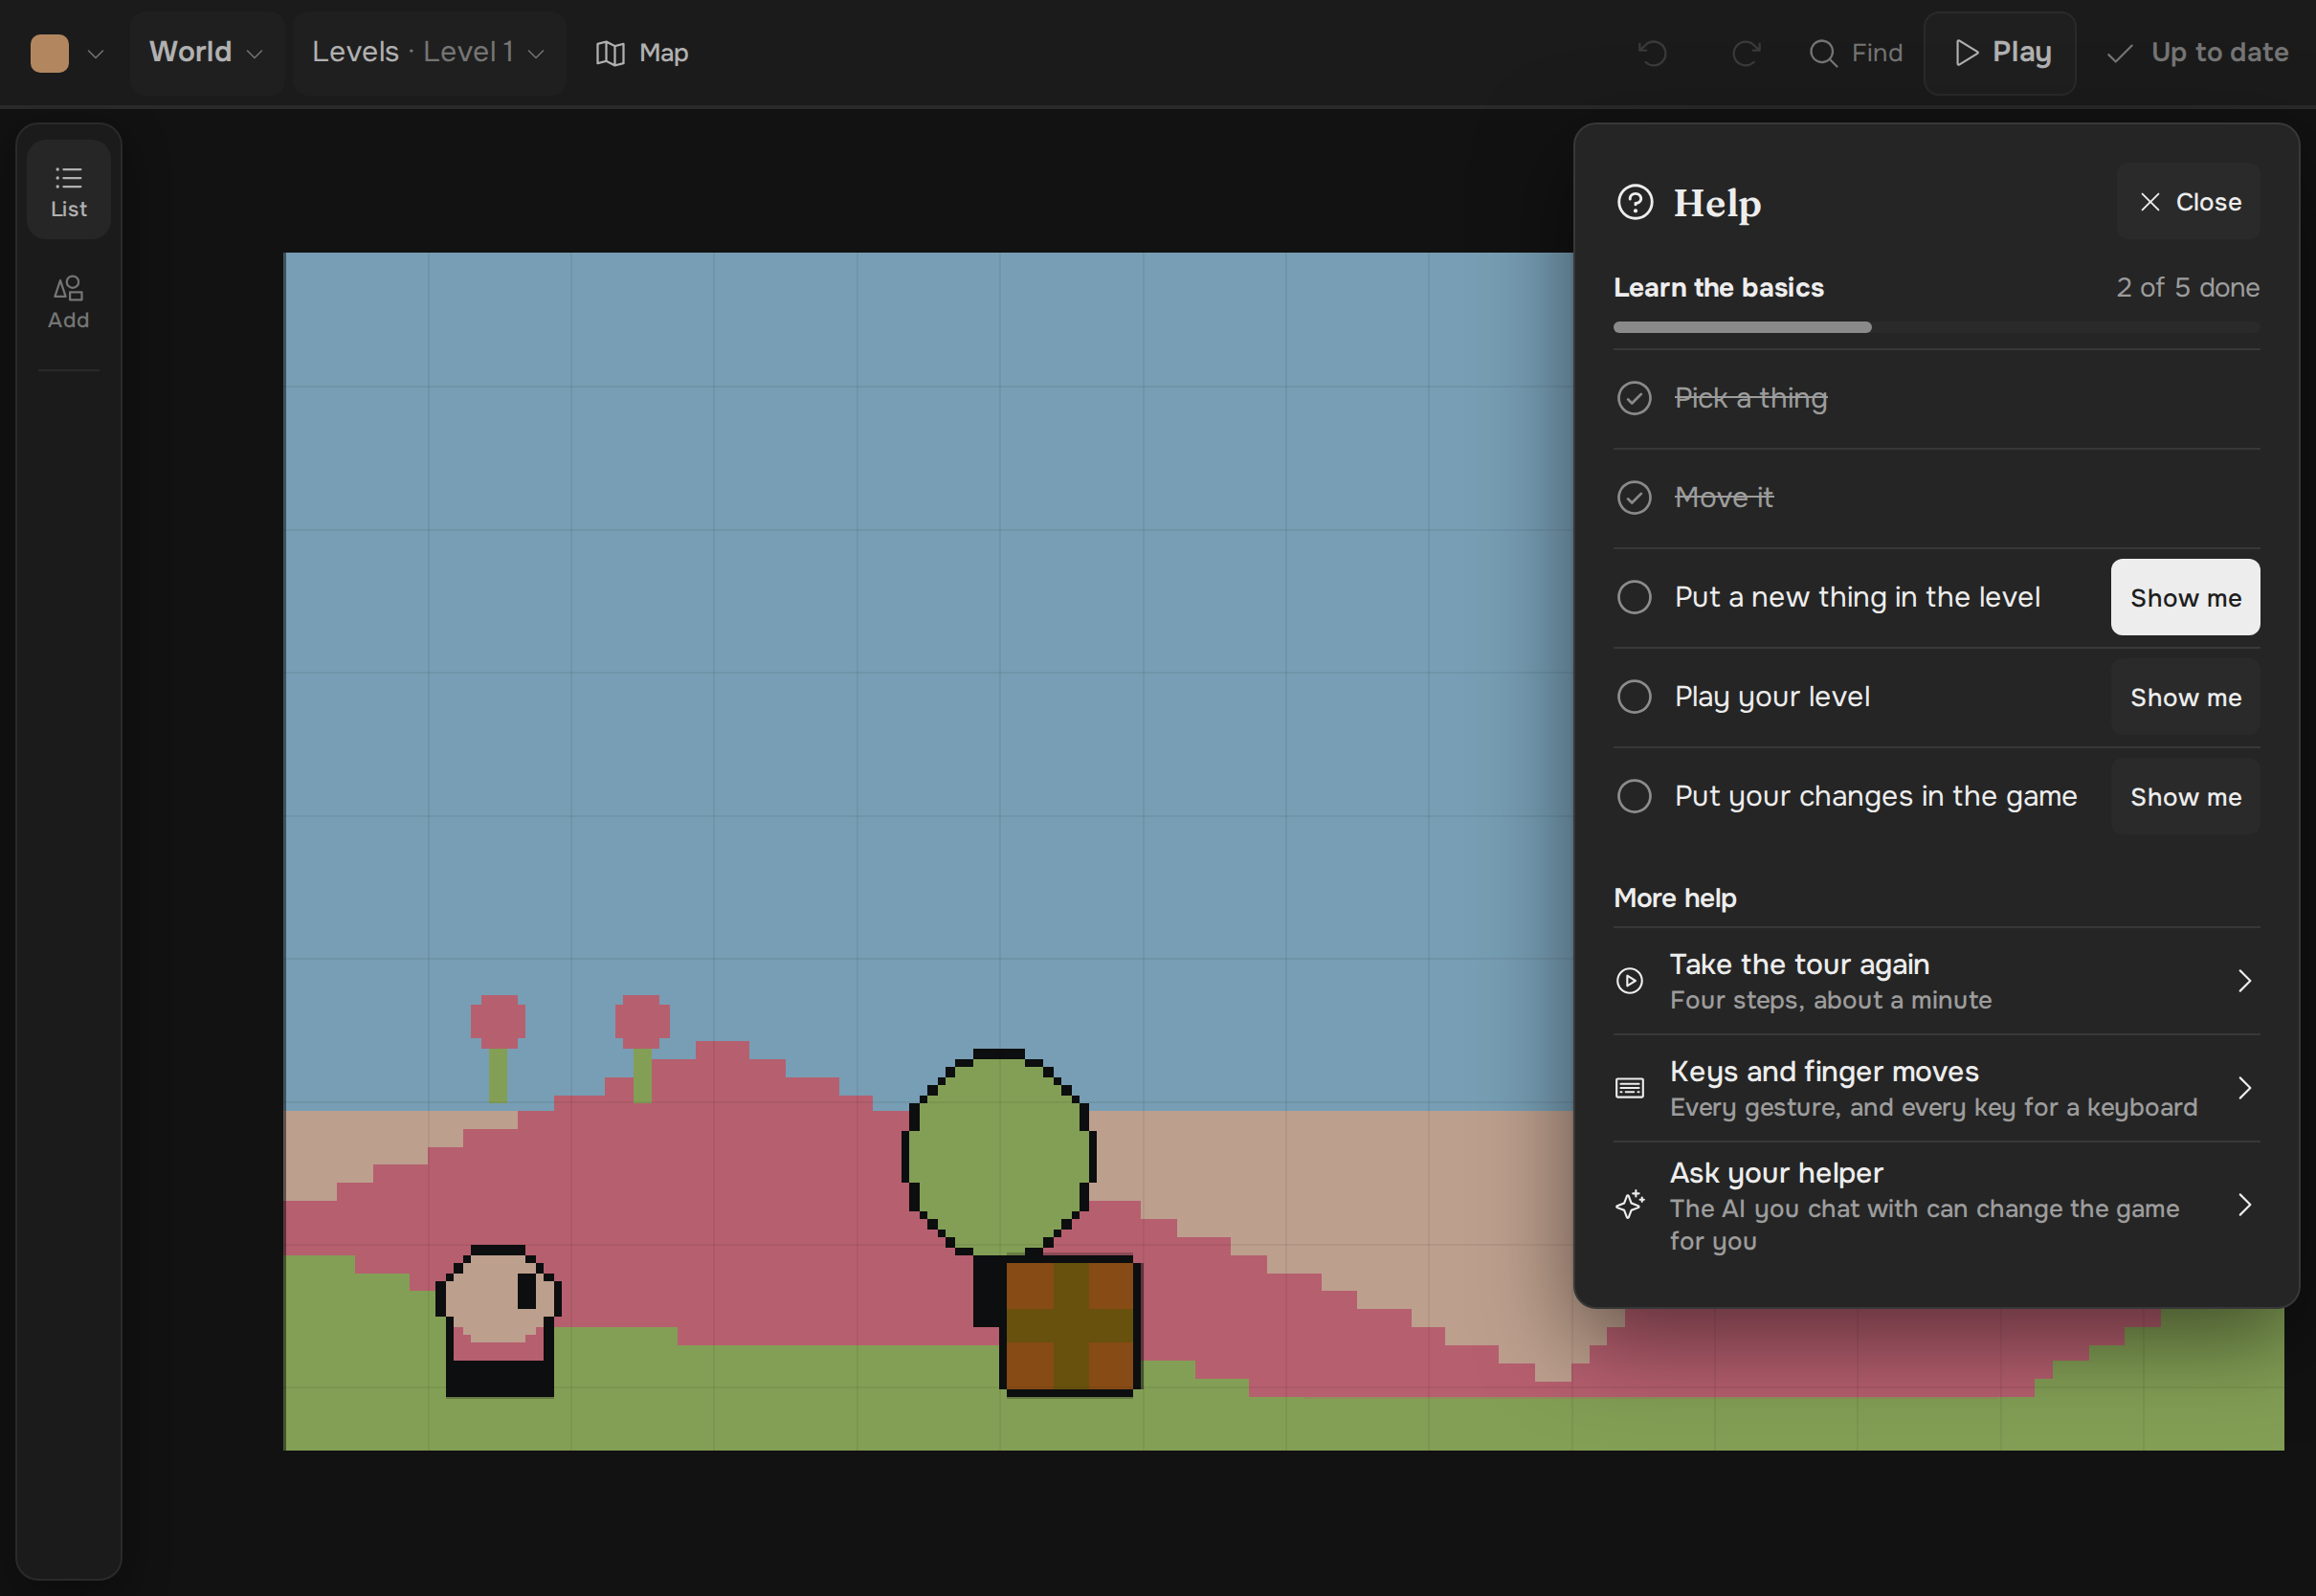 World
Levels · Level 1
Map
Find
Play
Up to date
List
Add
Help
Close
Learn the basics
2 of 5 done
Pick a thing
Move it
Put a new thing in the level
Show me
Play your level
Show me
Put your changes in the game
Show me
More help
Take the tour again
Four steps, about a minute
Keys and finger moves
Every gesture, and every key for a keyboard
Ask your helper
The AI you chat with can change the game
for you